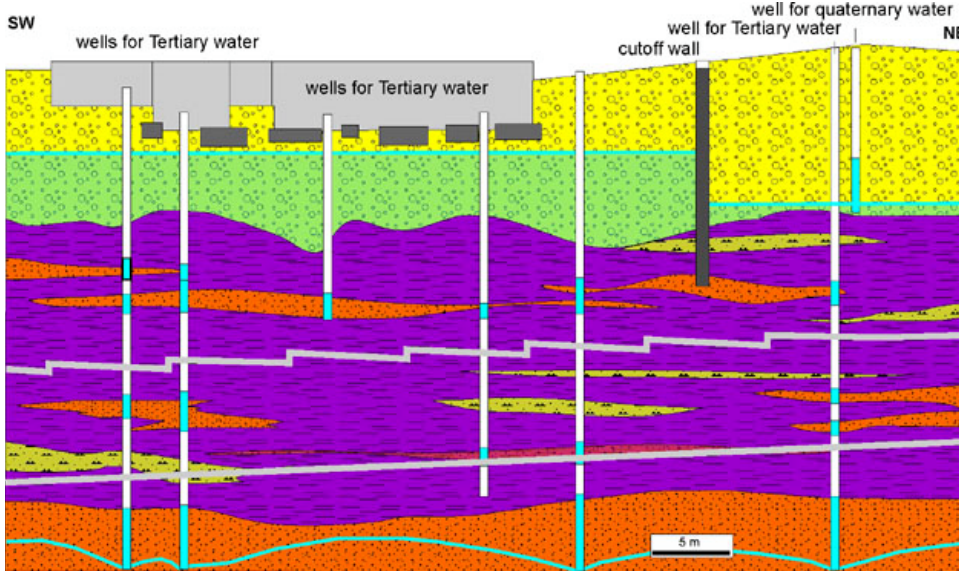 well for quaternary water
SW
well for Tertiary water
NE
wells for Tertiary water
cutoff wall
wells for Tertiary water
5 m